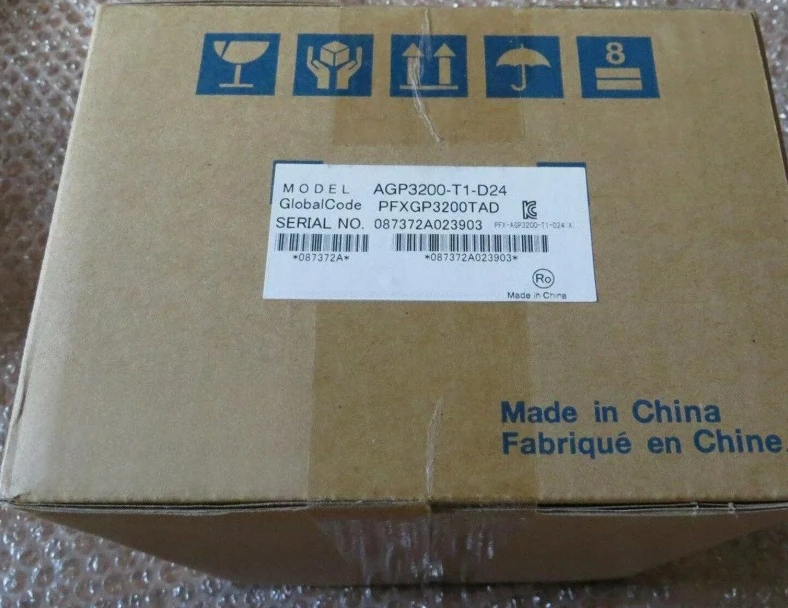 8
MODEL AGP3200-T1-D24
GlobalCode PFXGP3200TAD
SERIAL NO. 087372A023903 PFX-AGP3200-T1-D24 X
*087372A* *087372A023903*
Ro
Made in China
Made in China
Fabriqué en Chine